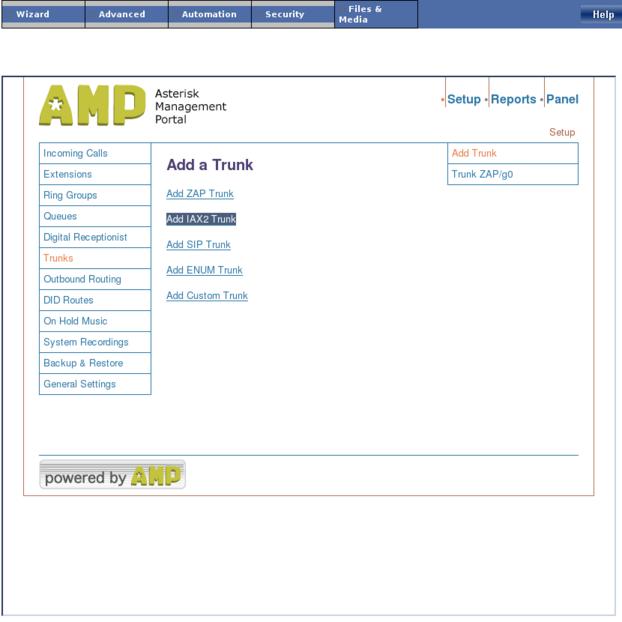 Wizard
Advanced
Automation
Security
Files &
Media
Help
AMP
Asterisk
Management
Portal
• Setup • Reports • Panel
Setup
Incoming Calls
Extensions
Ring Groups
Queues
Digital Receptionist
Trunks
Outbound Routing
DID Routes
On Hold Music
System Recordings
Backup & Restore
General Settings
Add a Trunk
Add ZAP Trunk
Add IAX2 Trunk
Add SIP Trunk
Add ENUM Trunk
Add Custom Trunk
Add Trunk
Trunk ZAP/g0
powered by AMP